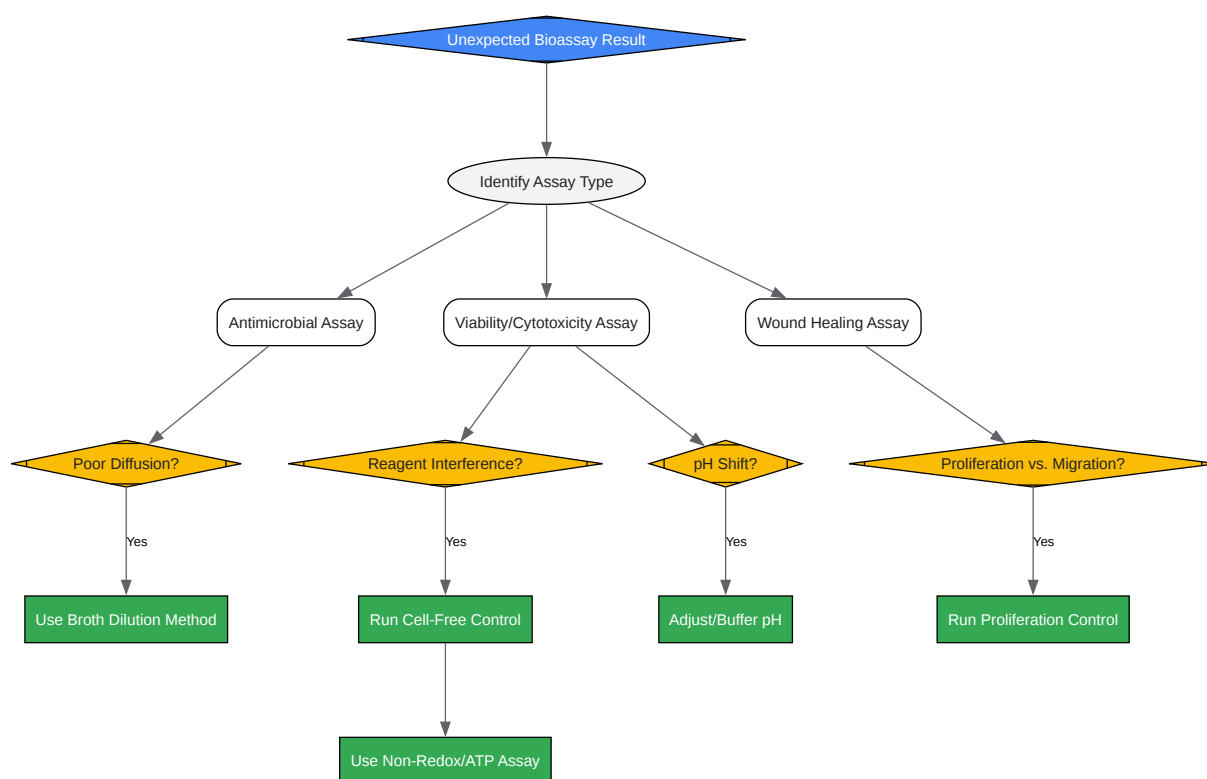 Unexpected Bioassay Result
Identify Assay Type
Antimicrobial Assay
Viability/Cytotoxicity Assay
Wound Healing Assay
Poor Diffusion?
Reagent Interference?
pH Shift?
Proliferation vs. Migration?
Yes
Yes
Yes
Yes
Use Broth Dilution Method
Run Cell-Free Control
Adjust/Buffer pH
Run Proliferation Control
Use Non-Redox/ATP Assay